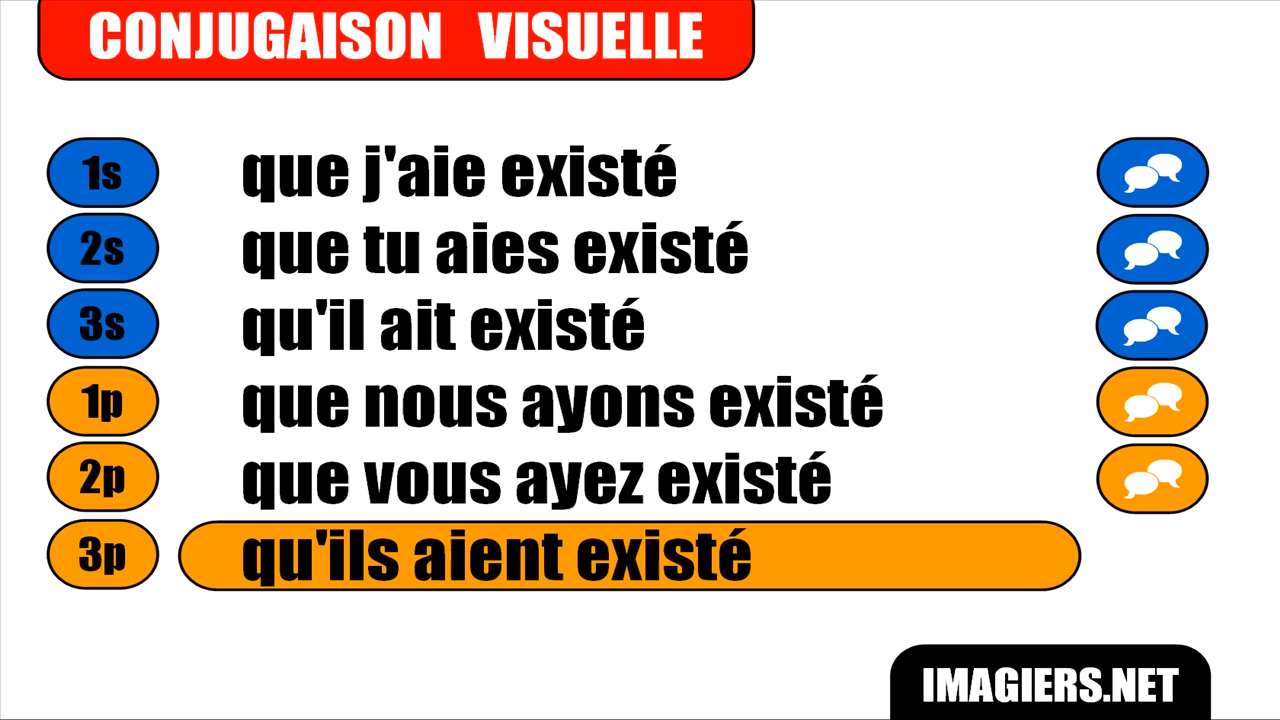 CONJUGAISON VISUELLE
1s que j'aie existé
2s que tu aies existé
3s qu'il ait existé
1p que nous ayons existé
2p que vous ayez existé
3p qu'ils aient existé
IMAGIERS.NET